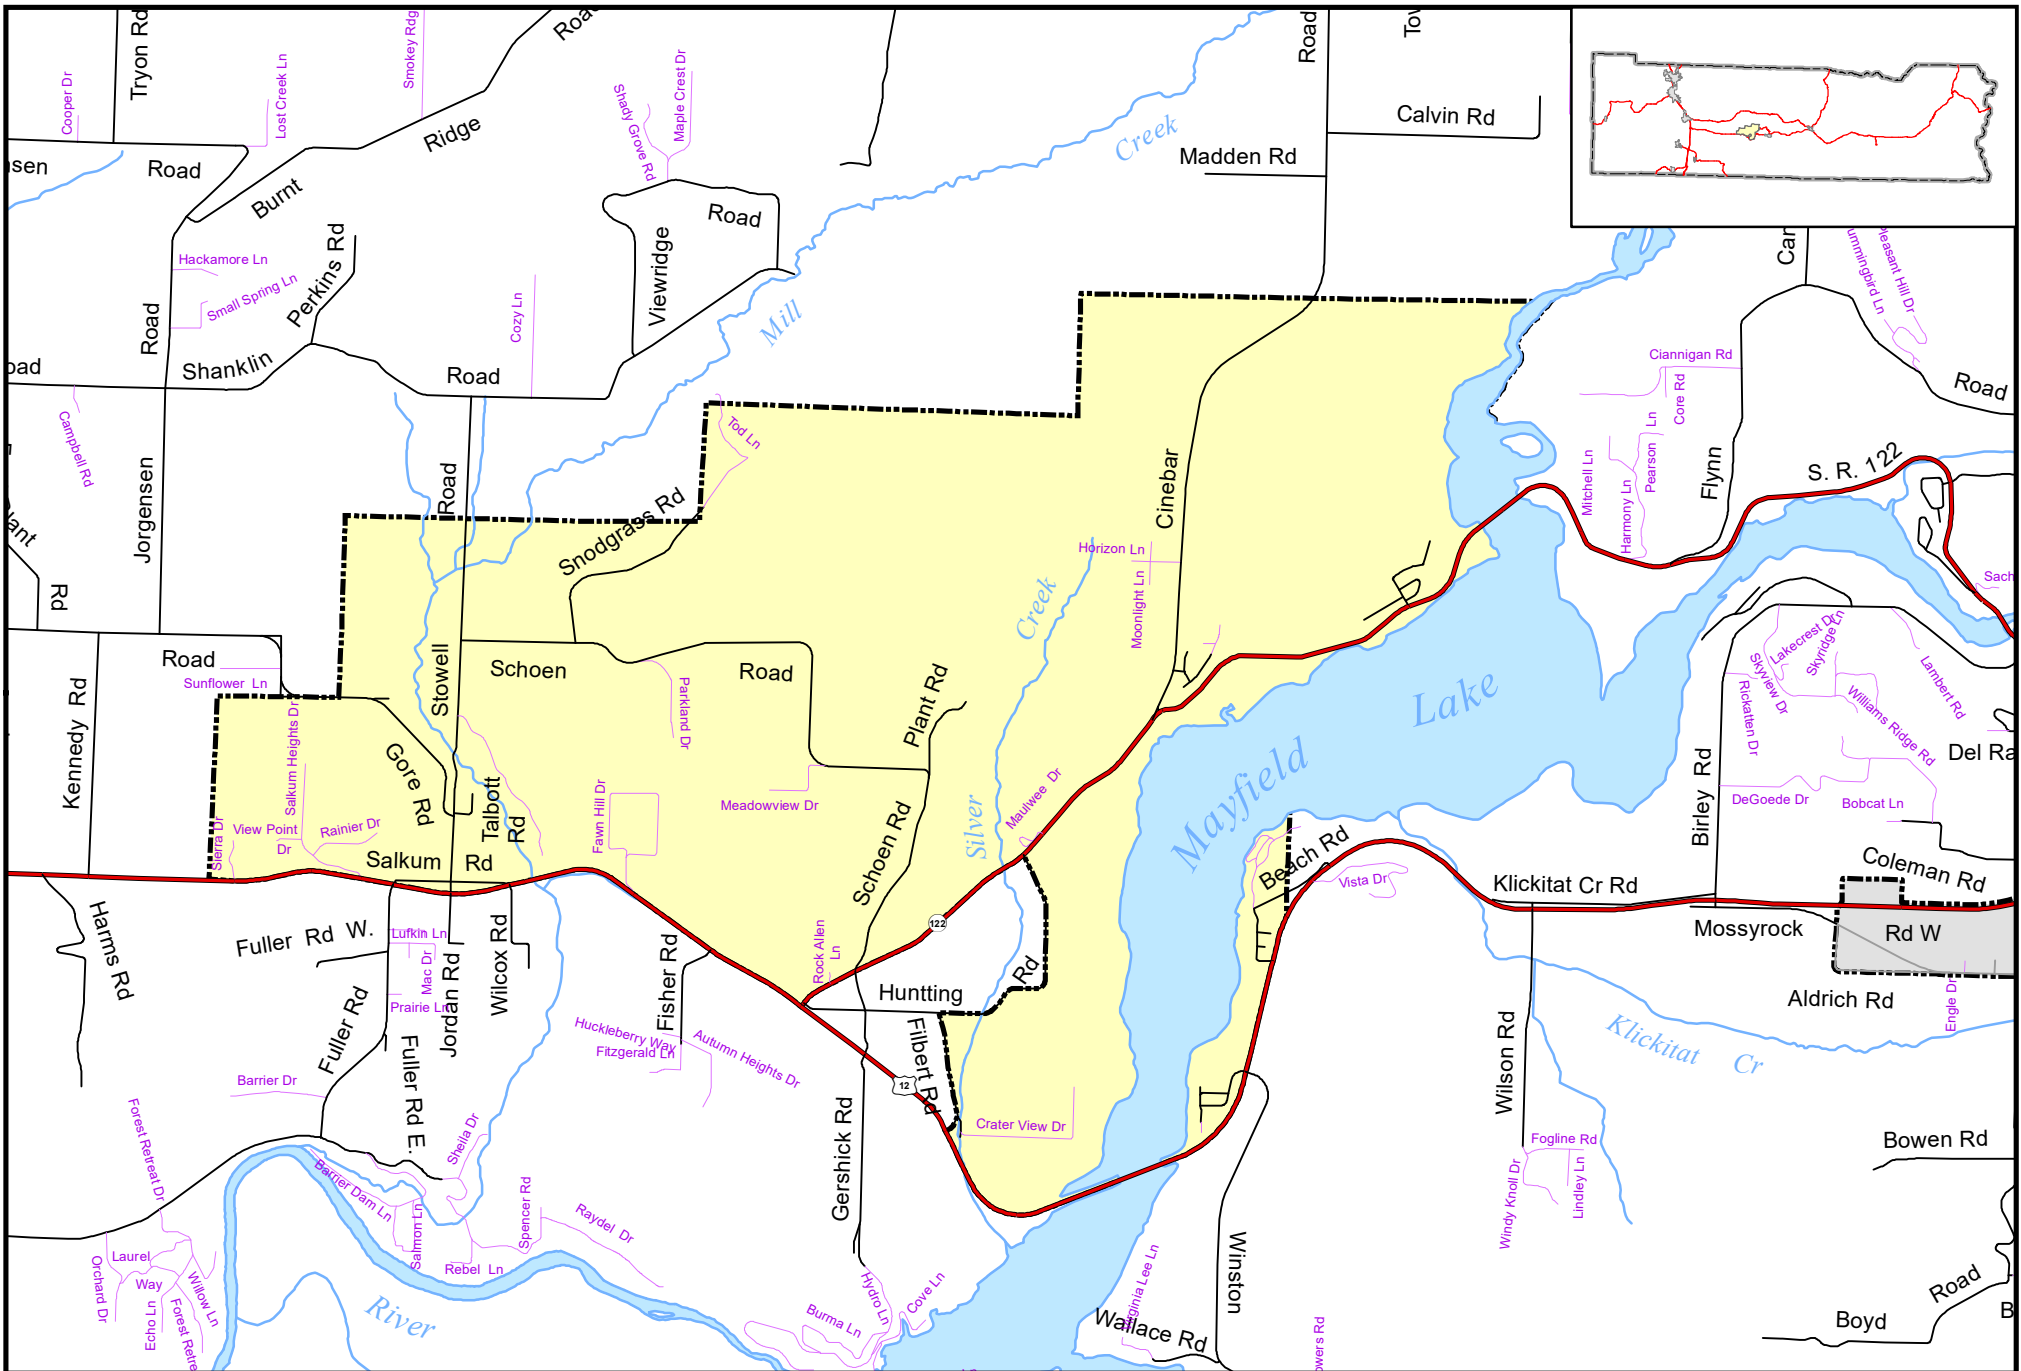 Tryon Rd
Cooper Dr
Lost Creek Ln
Smokey Rdg
Road
Shady Grove Rd
Maple Crest Dr
Road
Calvin Rd
Madden Rd
Creek
Road
Burnt
Ridge
Road
Viewridge
Hackamore Ln
Small Spring Ln
Perkins Rd
Cozy Ln
Mill
Road
Shanklin
Road
Campbell Rd
Jorgensen
Road
Tod Ln
Snodgrass Rd
Cinebar
Ciannigan Rd
Core Rd
Pearson Ln
Mitchell Ln
Harmony Ln
Flynn
S. R. 122
Pleasant Hill Dr
Road
Horizon Ln
Moonlight Ln
Creek
Rd
Road
Sunflower Ln
Kennedy Rd
Stowell
Schoen
Road
Parkland Dr
Plant Rd
Salkum Heights Dr
Gore Rd
Talbott
Rd
Fawn Hill Dr
Meadowview Dr
Schoen Rd
Silver
Maulwee Dr
Mayfield
Lake
Lakecrest Dr
Skyridge Ln
Skyview Dr
Rickatten Dr
Lambert Rd
Williams Ridge Rd
DeGoede Dr
Bobcat Ln
Birley Rd
Sierra Dr
View Point
Dr
Rainier Dr
Salkum Rd
Beach Rd
Vista Dr
Klickitat Cr Rd
Coleman Rd
Mossyrock
Rd W
Aldrich Rd
Engle Dr
Harms Rd
Fuller Rd W.
Lufkin Ln
Mac Dr
Prairie Ln
Jordan Rd
Wilcox Rd
Fisher Rd
Rock Allen
Ln
122
Huntting
Rd
Filbert Rd
12
Fuller Rd
Fuller Rd E.
Huckleberry Way
Fitzgerald Ln
Autumn Heights Dr
Barrier Dr
Forest Retreat Dr
Sheila Dr
Crater View Dr
Gershick Rd
Wilson Rd
Klickitat
Cr
Fogline Rd
Windy Knoll Dr
Lindley Ln
Bowen Rd
Barrier Dam Ln
Salmon Ln
Spencer Rd
Raydel Dr
Rebel Ln
Laurel
Way
Orchard Dr
Echo Ln
Willow Ln
River
Burma Ln
Hydro Ln
Cove Ln
Virginia Lee Ln
Winston
Wallace Rd
Boyd
Road